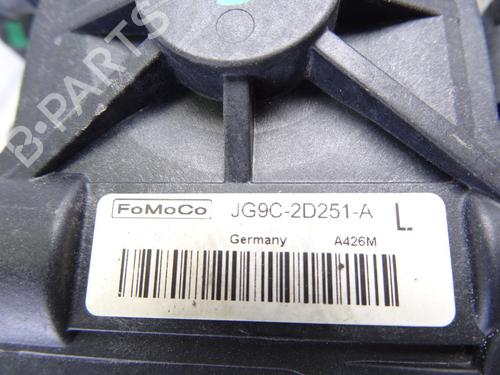 B-PARTS
FoMoCo JG9C-2D251-A L
Germany A426M